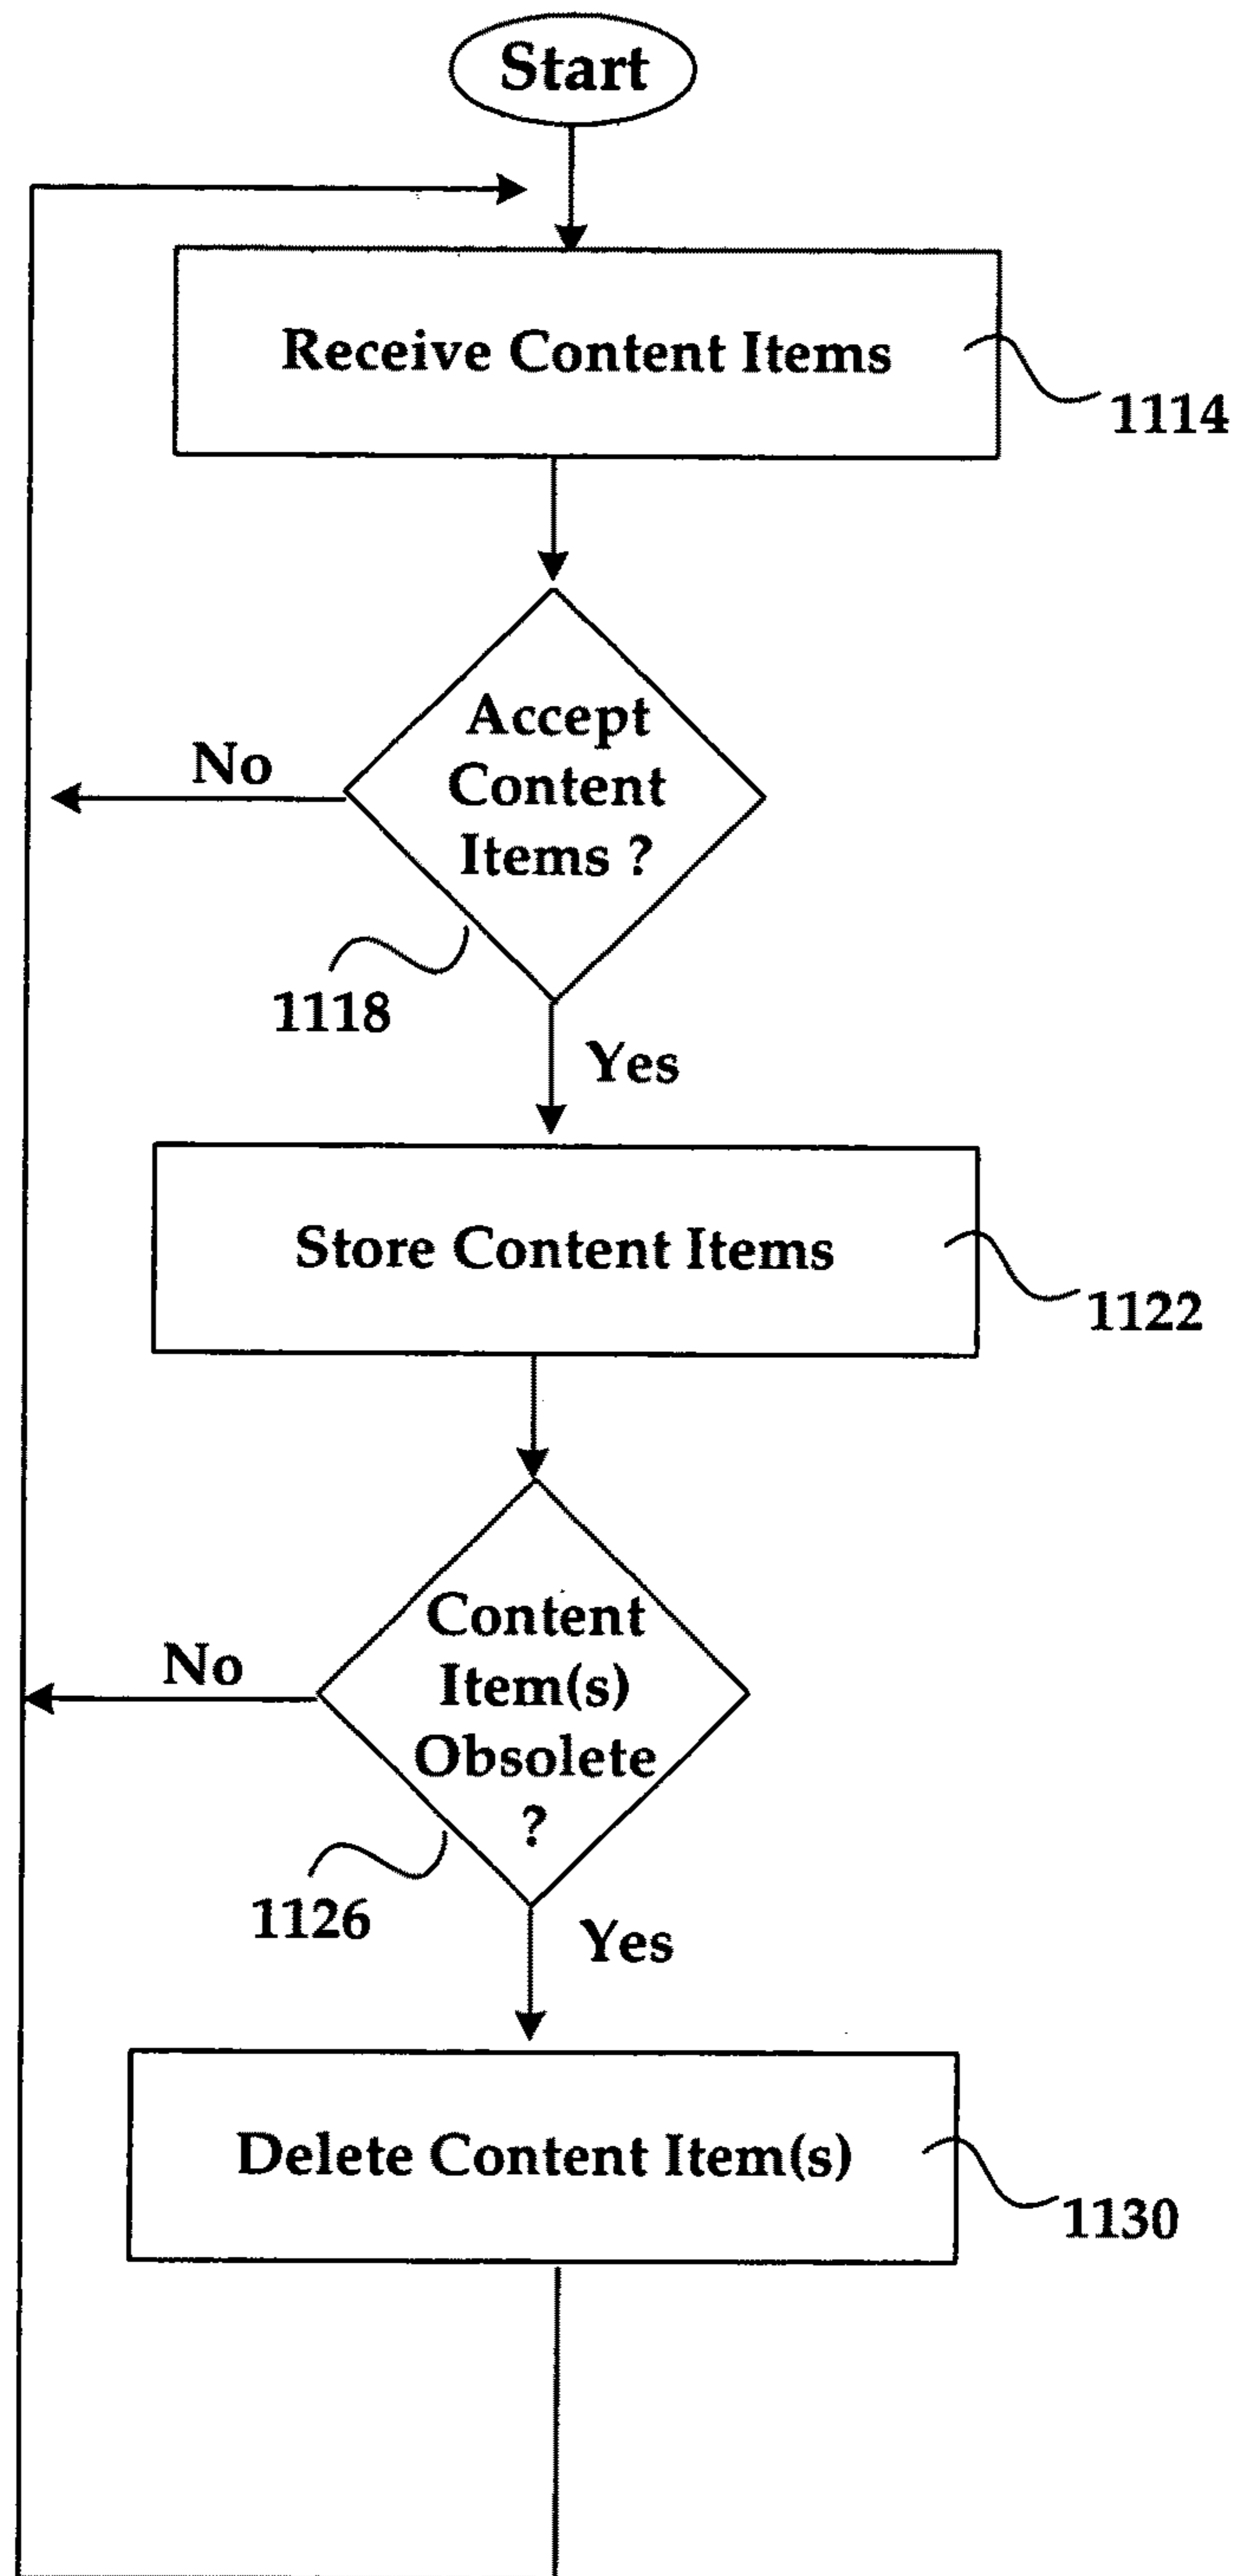 Start
Receive Content Items
1114
Accept
Content
Items ?
No
1118
Yes
Store Content Items
1122
Content
Item(s)
Obsolete
?
No
1126
Yes
Delete Content Item(s)
1130